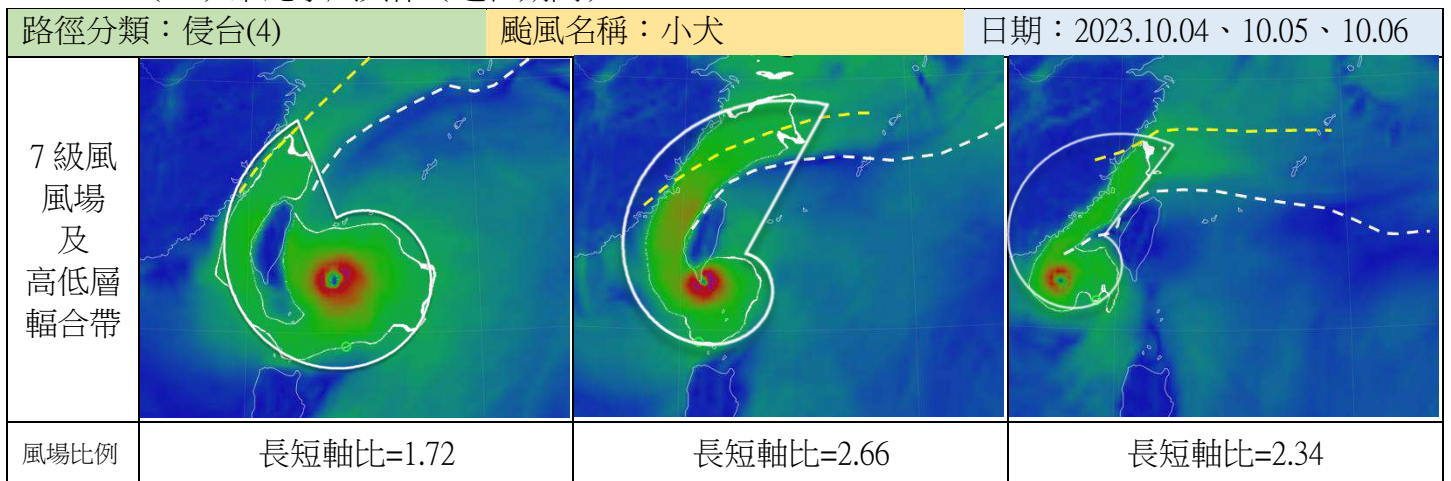 路徑分類：侵台(4) 颱風名稱：小犬 日期：2023.10.04、10.05、10.06
7 級風
風場
及
高低層
輻合帶
風場比例 長短軸比=1.72 長短軸比=2.66 長短軸比=2.34